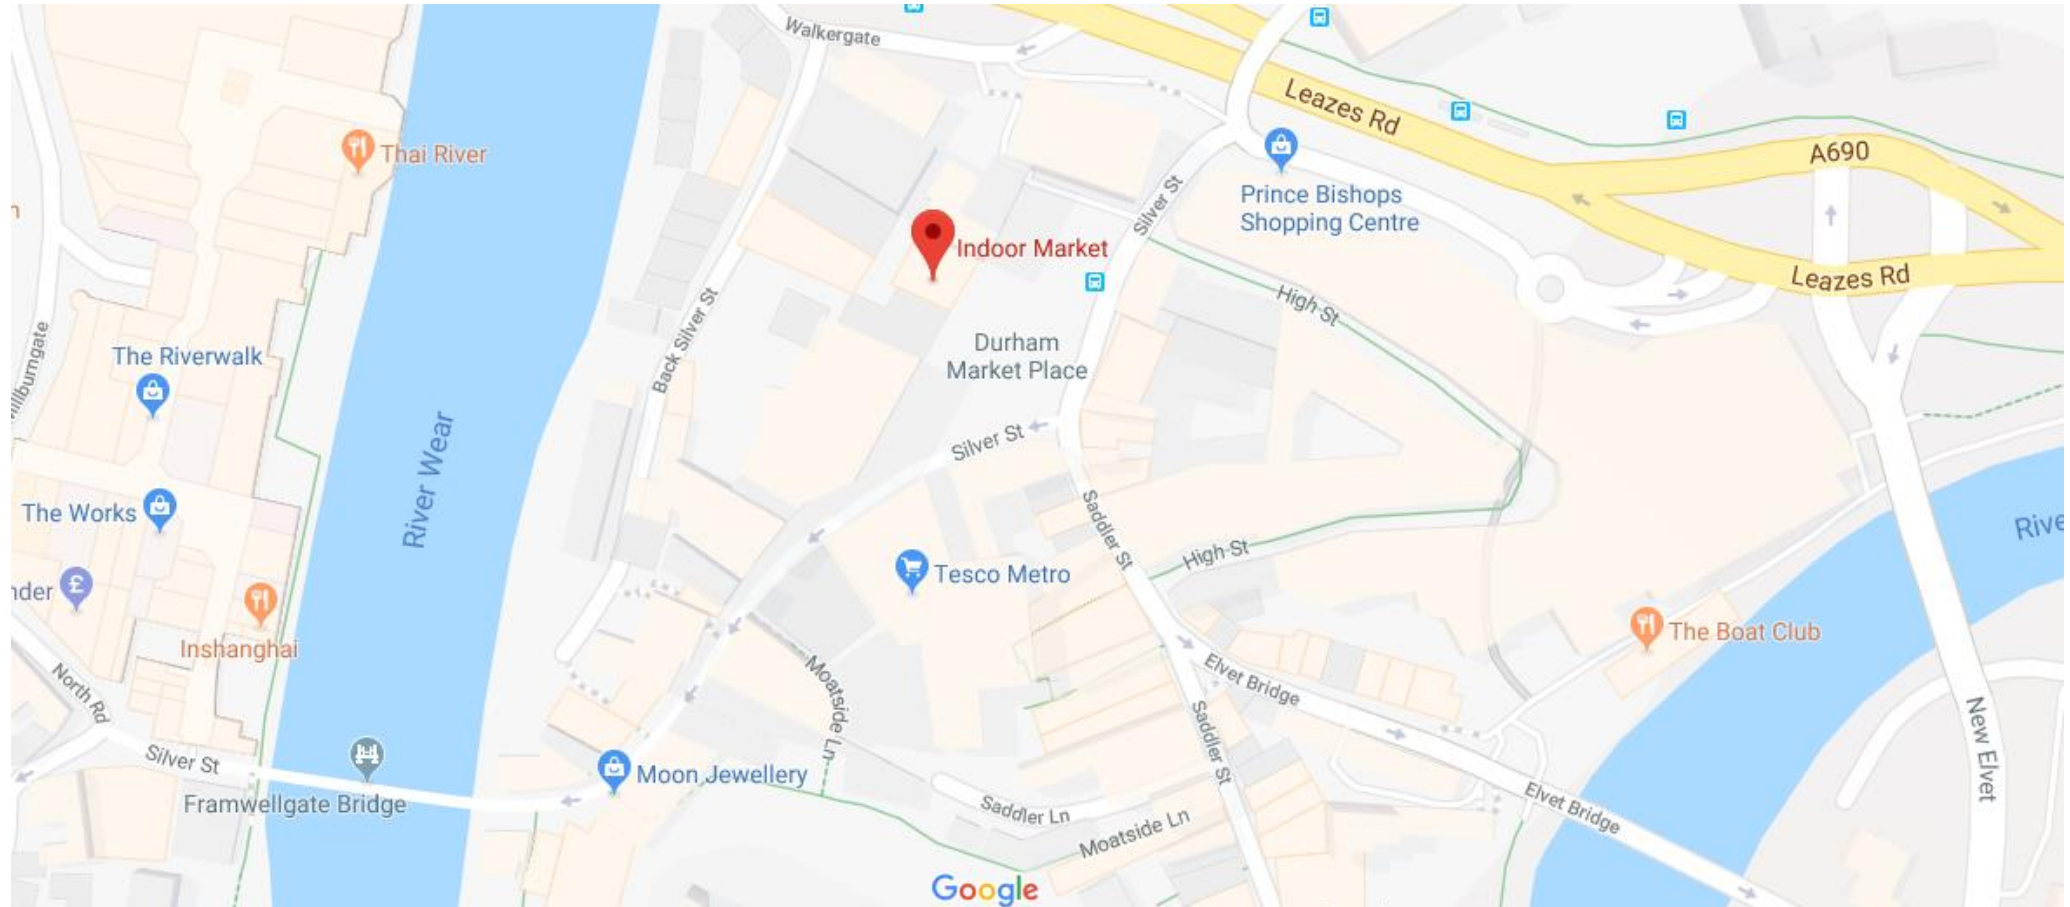 Walkergate
Leazes Rd
A690
Thai River
Prince Bishops
Shopping Centre
Silver St
Indoor Market
Leazes Rd
High St
Back Silver St
Durham
Market Place
The Riverwalk
River Wear
Silver St
The Works
Saddler St
High St
Tesco Metro
Inshanghai
The Boat Club
Elvet Bridge
Moatside Ln
North Rd
Saddler St
New Elvet
Silver St
Moon Jewellery
Framwellgate Bridge
Saddler Ln
Moatside Ln
Elvet Bridge
Google